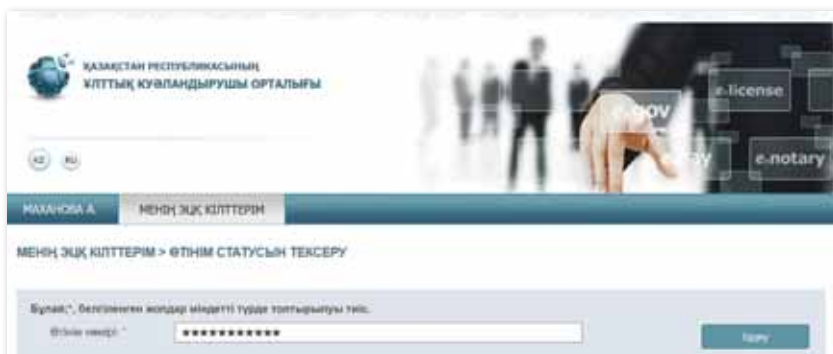 ҚАЗАҚСТАН РЕСПУБЛИКАСЫНЫҢ
ҰЛТТЫҚ КУӘЛАНДЫРУШЫ ОРТАЛЫҒЫ
e-license
e-gov
e-notary
KZ RU
МАХАНОВА А. МЕНІҢ ЭЦҚ КІЛТТЕРІМ
МЕНІҢ ЭЦҚ КІЛТТЕРІМ > ӨТІНІМ СТАТУСЫН ТЕКСЕРУ
Бұлай:*, белгіленген жолдар міндетті түрде толтырылуы тиіс.
Өтінім нөмірі: * ***********
Іздеу